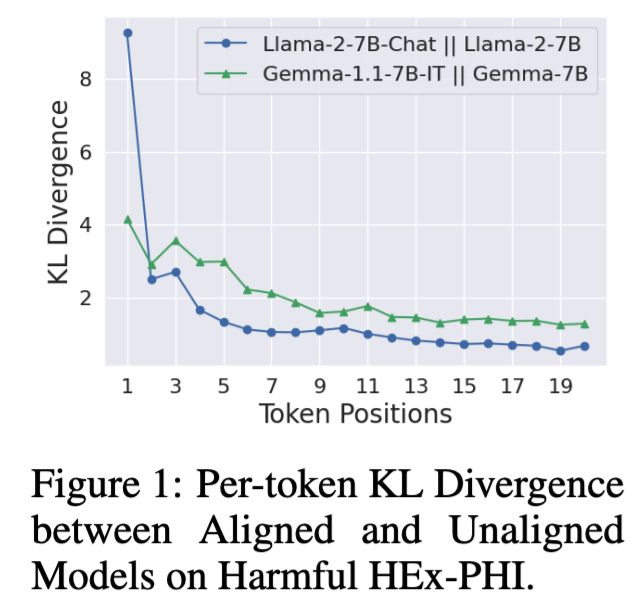 Llama-2-7B-Chat || Llama-2-7B
Gemma-1.1-7B-IT || Gemma-7B
KL Divergence
8
6
4
2
1 3 5 7 9 11 13 15 17 19
Token Positions
Figure 1: Per-token KL Divergence
between Aligned and Unaligned
Models on Harmful HEx-PHI.